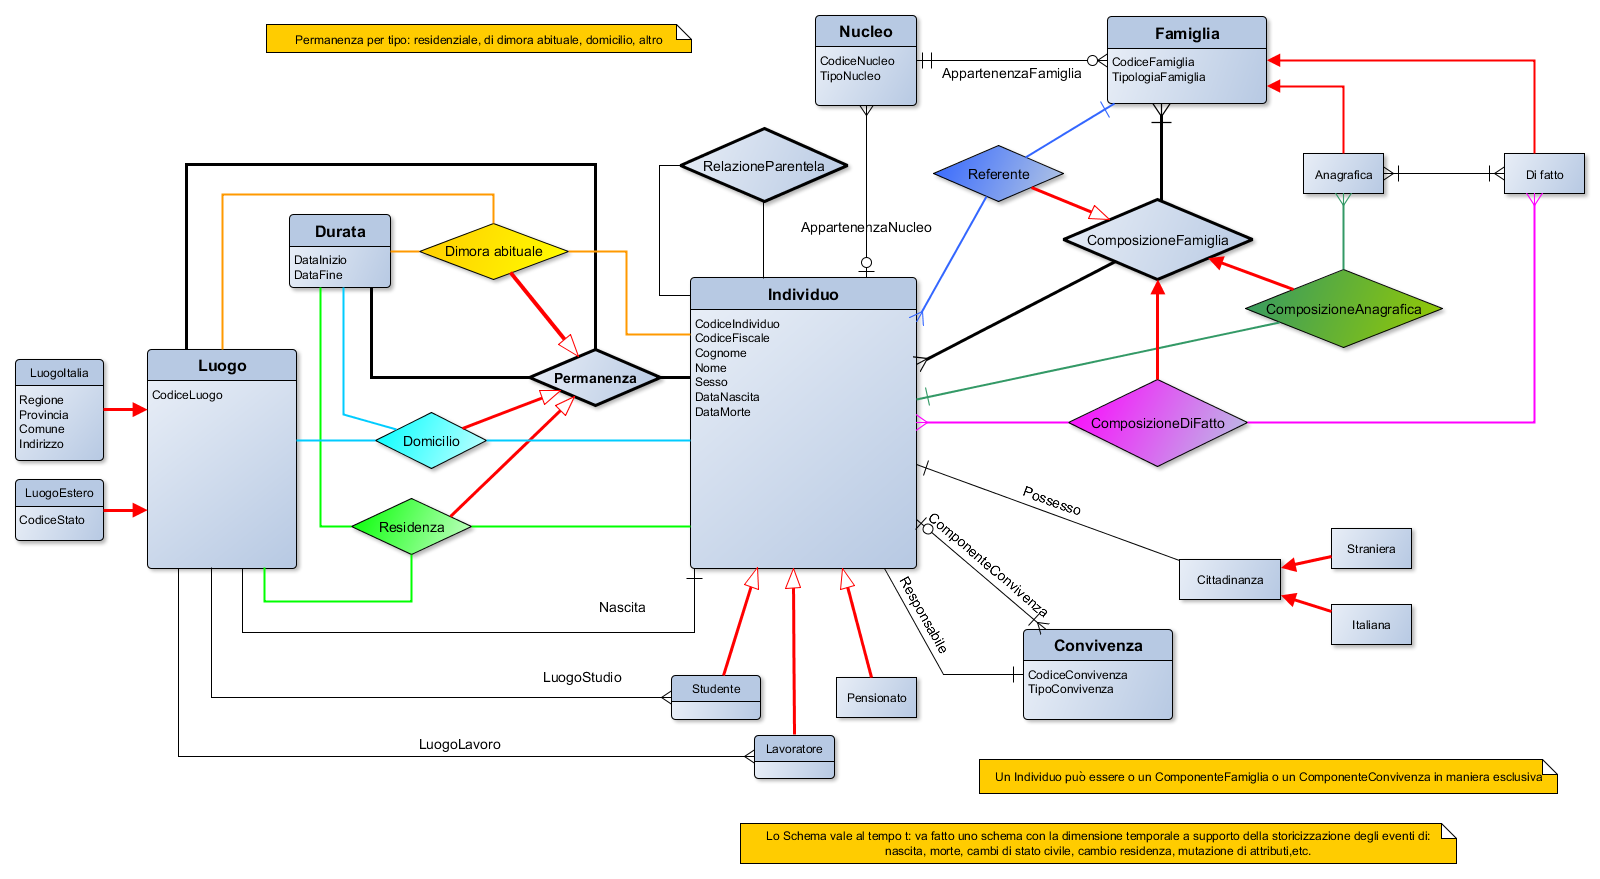 Permanenza per tipo: residenziale, di dimora abituale, domicilio, altro
Nucleo
CodiceNucleo
TipoNucleo
AppartenenzaFamiglia
Famiglia
CodiceFamiglia
TipologiaFamiglia
RelazioneParentela
Referente
Anagrafica
Di fatto
AppartenenzaNucleo
ComposizioneFamiglia
Durata
DataInizio
DataFine
Dimora abituale
Individuo
CodiceIndividuo
CodiceFiscale
Cognome
Nome
Sesso
DataNascita
DataMorte
ComposizioneAnagrafica
LuogoItalia
Regione
Provincia
Comune
Indirizzo
Luogo
CodiceLuogo
Permanenza
Domicilio
ComposizioneDiFatto
LuogoEstero
CodiceStato
Residenza
Possesso
ComponenteConvivenza
Responsabile
Straniera
Cittadinanza
Italiana
Nascita
Convivenza
CodiceConvivenza
TipoConvivenza
LuogoStudio
Studente
Pensionato
LuogoLavoro
Lavoratore
Un Individuo può essere o un ComponenteFamiglia o un ComponenteConvivenza in maniera esclusiva
Lo Schema vale al tempo t: va fatto uno schema con la dimensione temporale a supporto della storicizzazione degli eventi di:
nascita, morte, cambi di stato civile, cambio residenza, mutazione di attributi,etc.